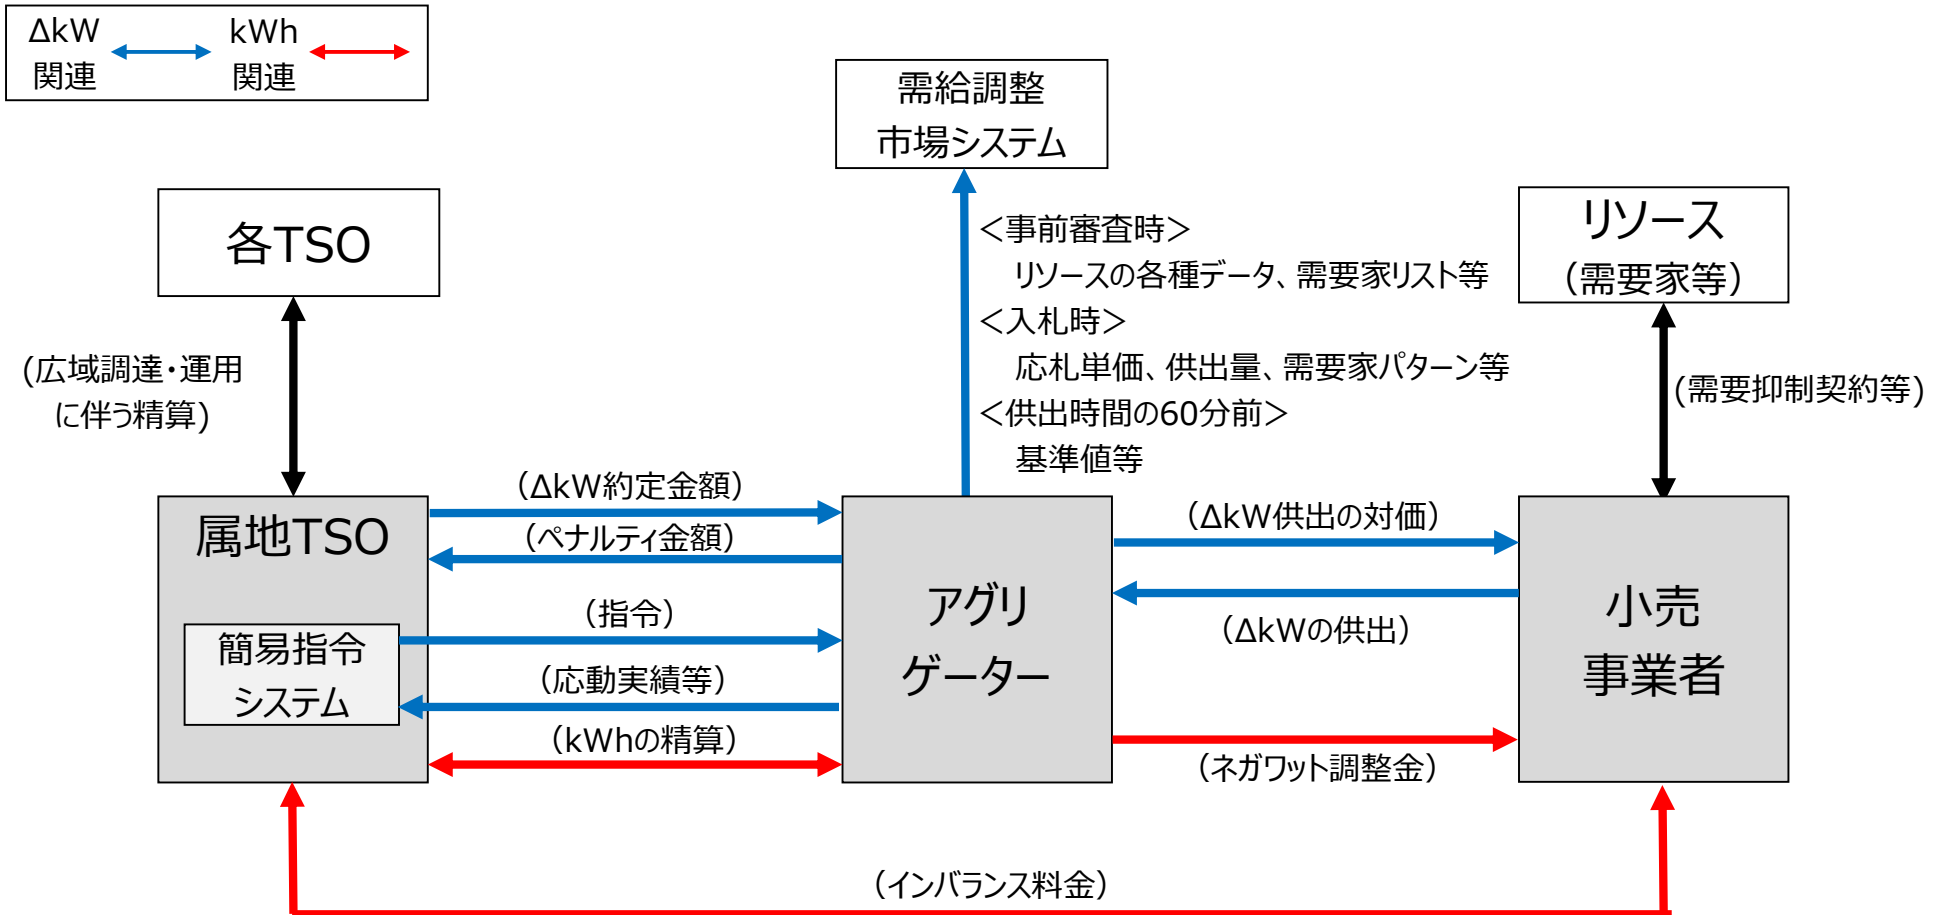 ΔkW
関連
kWh
関連
需給調整
市場システム
各TSO
リソース
（需要家等）
＜事前審査時＞
リソースの各種データ、需要家リスト等
＜入札時＞
応札単価、供出量、需要家パターン等
＜供出時間の60分前＞
基準値等
(広域調達・運用
に伴う精算)
(需要抑制契約等)
属地TSO
簡易指令
システム
（ΔkW約定金額）
（ペナルティ金額）
（指令）
（応動実績等）
（kWhの精算）
アグリ
ゲーター
（ΔkW供出の対価）
（ΔkWの供出）
（ネガワット調整金）
小売
事業者
（インバランス料金）